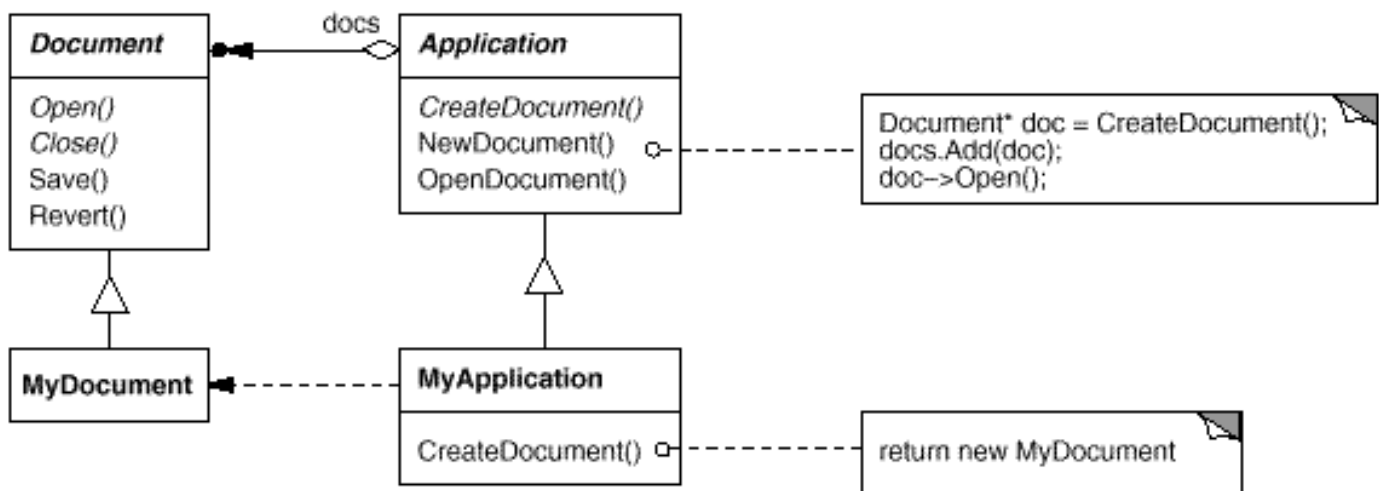 docs
Document
Open()
Close()
Save()
Revert()
Application
CreateDocument()
NewDocument()
OpenDocument()
Document* doc = CreateDocument();
docs.Add(doc);
doc->Open();
MyDocument
MyApplication
CreateDocument()
return new MyDocument